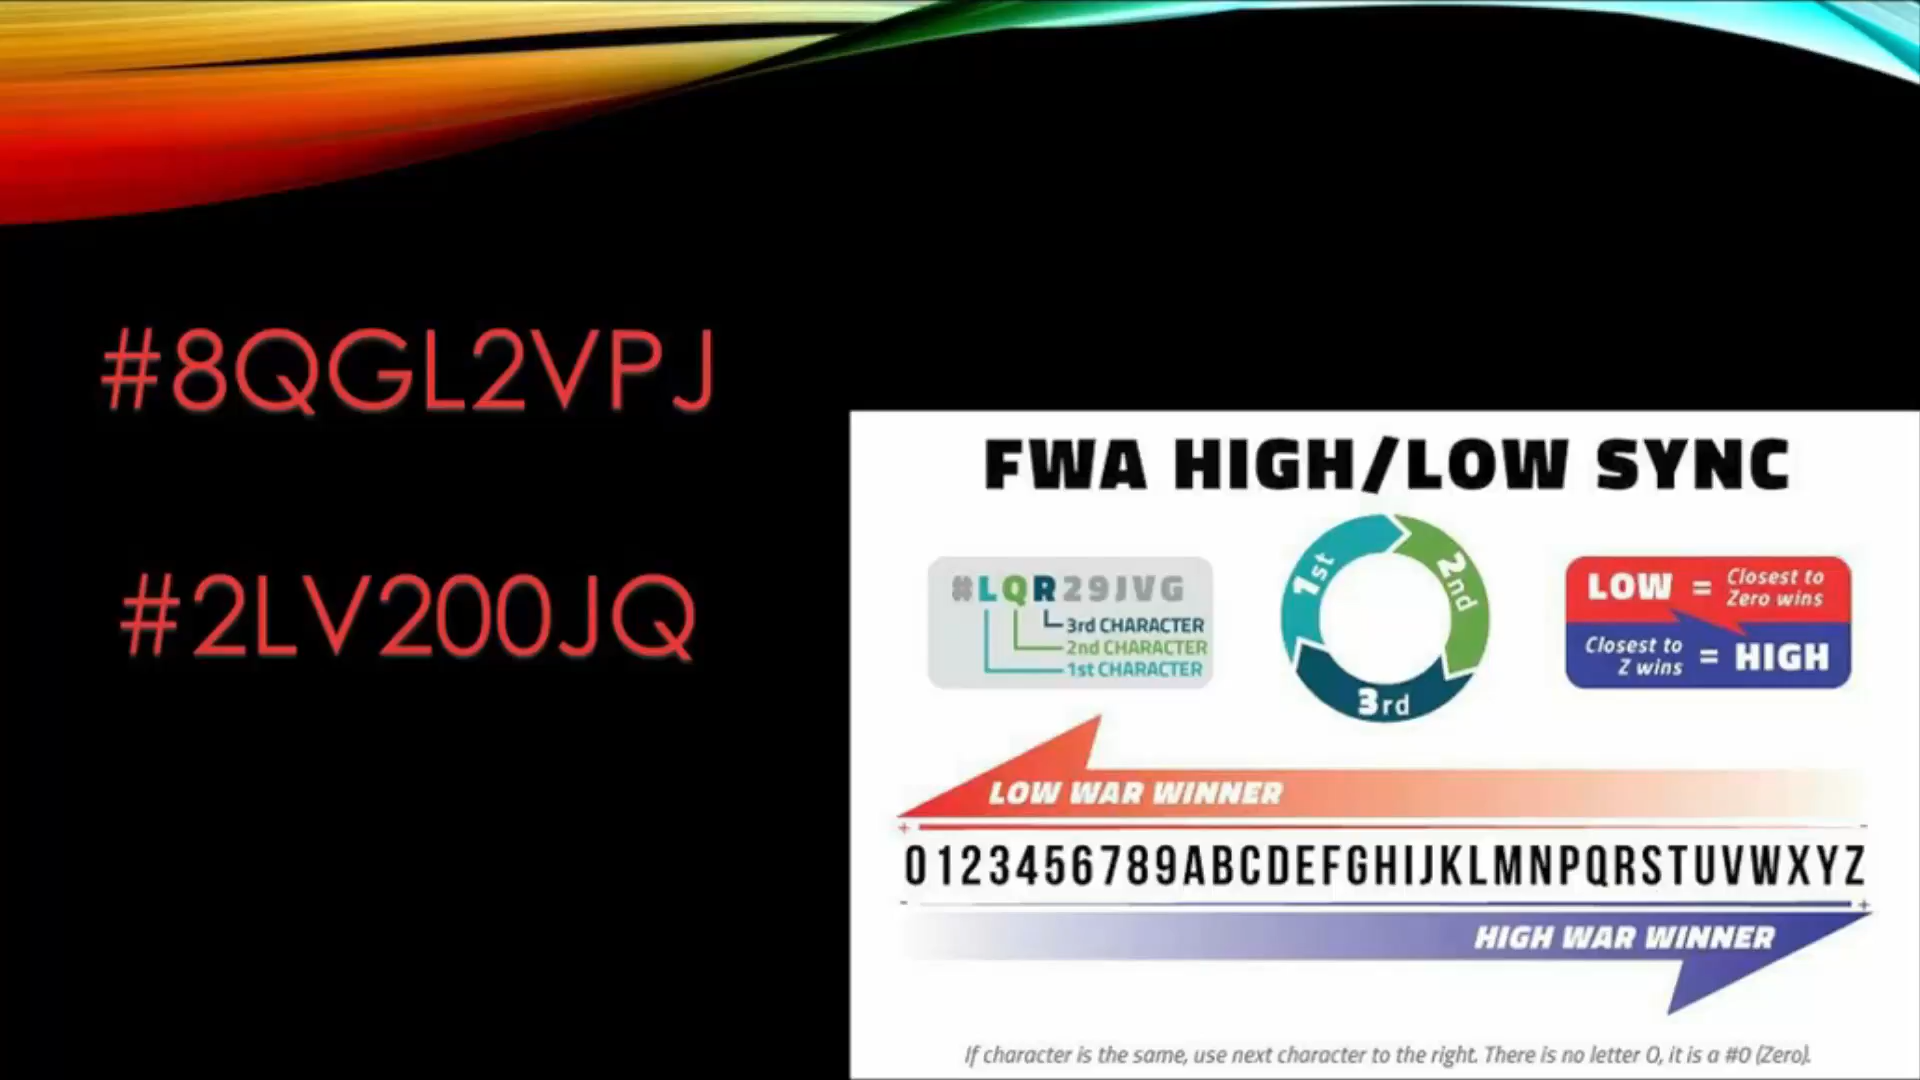 #8QGL2VPJ
#2LV200JQ
FWA HIGH/LOW SYNC
#LQR29JVG
3rd CHARACTER
2nd CHARACTER
1st CHARACTER
1st
2nd
3rd
LOW = Closest to
Zero wins
Closest to
Z wins = HIGH
LOW WAR WINNER
+ -
0123456789ABCDEFGHIJKLMNPQRSTUVWXYZ
- +
HIGH WAR WINNER
If character is the same, use next character to the right. There is no letter O, it is a #0 (Zero).